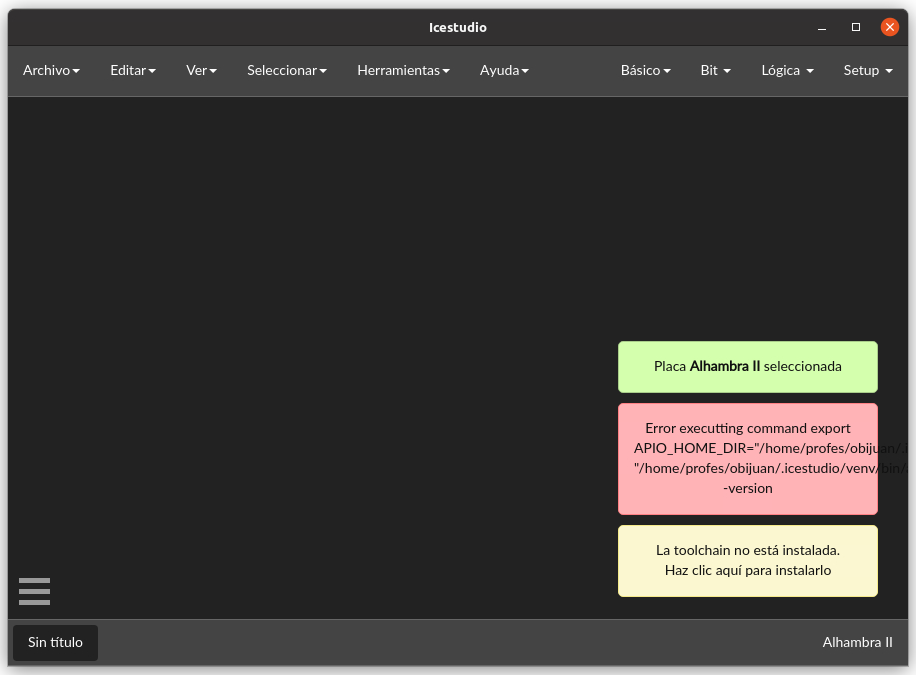 Icestudio
Archivo Editar Ver Seleccionar Herramientas Ayuda Básico Bit Lógica Setup
Placa Alhambra II seleccionada
Error executting command export
APIO_HOME_DIR="/home/profes/obijuan/.i
"/home/profes/obijuan/.icestudio/venv/bin/
-version
La toolchain no está instalada.
Haz clic aquí para instalarlo
Sin título Alhambra II